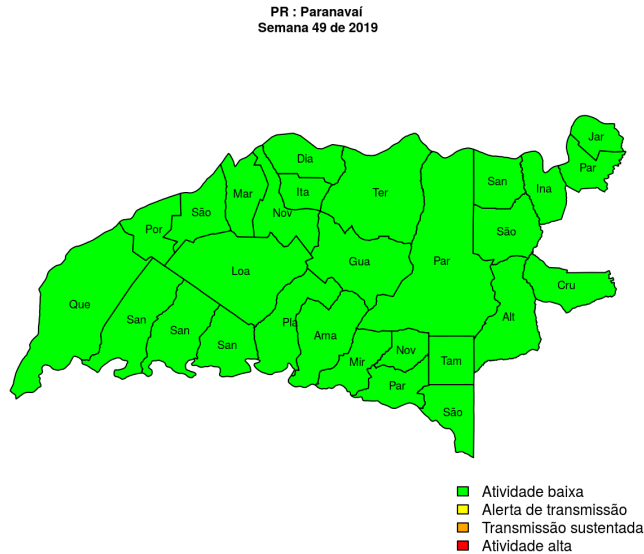 PR : Paranavaí
Semana 49 de 2019
Jar
Par
Dia
San
Ina
Ter
Ita
Mar
São
Nov
Por
São
Par
Gua
Loa
Cru
Que
San
San
Pla
Alt
Ama
San
Nov
Mir
Tam
Par
São
Atividade baixa
Alerta de transmissão
Transmissão sustentada
Atividade alta